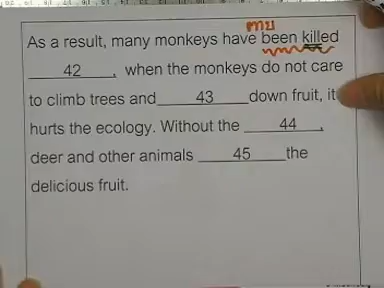 ตาย
As a result, many monkeys have been killed
42, when the monkeys do not care
to climb trees and 43 down fruit, it
hurts the ecology. Without the 44,
deer and other animals 45 the
delicious fruit.